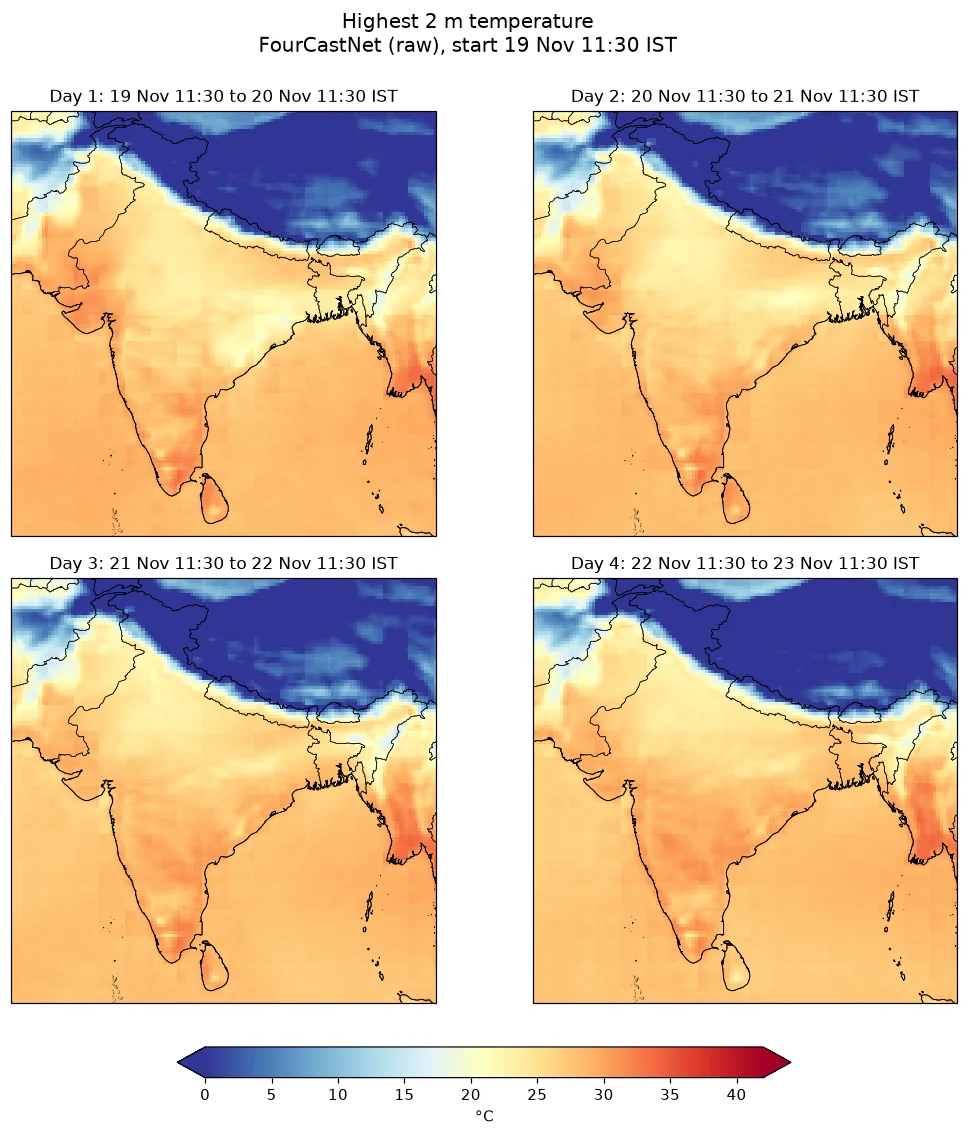 Highest 2 m temperature
FourCastNet (raw), start 19 Nov 11:30 IST
Day 1: 19 Nov 11:30 to 20 Nov 11:30 IST
Day 2: 20 Nov 11:30 to 21 Nov 11:30 IST
Day 3: 21 Nov 11:30 to 22 Nov 11:30 IST
Day 4: 22 Nov 11:30 to 23 Nov 11:30 IST
0 5 10 15 20 25 30 35 40
°C